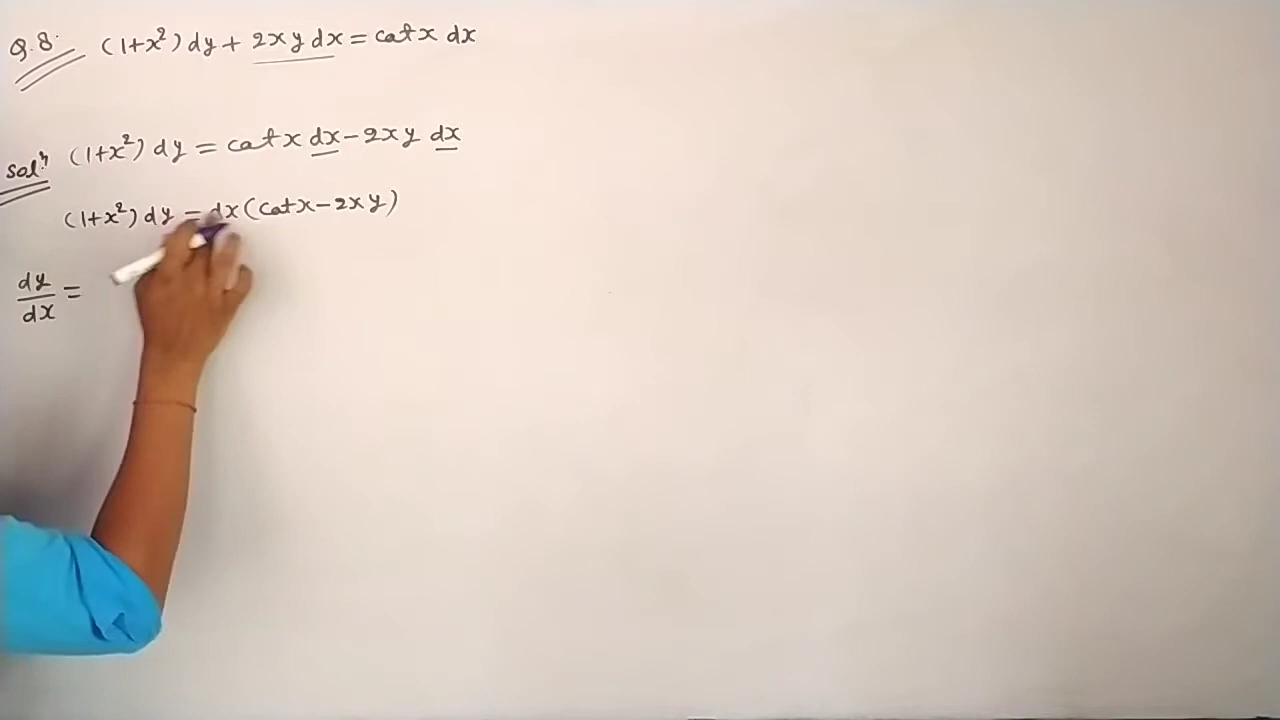 Q.8. (1+x²) dy + 2xy dx = cot x dx
Solⁿ. (1+x²) dy = cot x dx - 2xy dx
(1+x²) dy = dx (cot x - 2xy)
dy/dx =